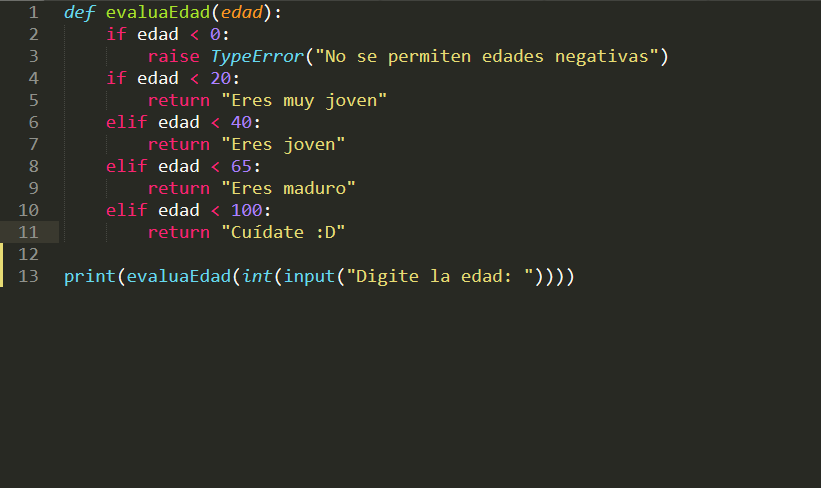 1 def evaluaEdad(edad):
2     if edad < 0:
3         raise TypeError("No se permiten edades negativas")
4     if edad < 20:
5         return "Eres muy joven"
6     elif edad < 40:
7         return "Eres joven"
8     elif edad < 65:
9         return "Eres maduro"
10     elif edad < 100:
11         return "Cuídate :D"
12
13 print(evaluaEdad(int(input("Digite la edad: "))))